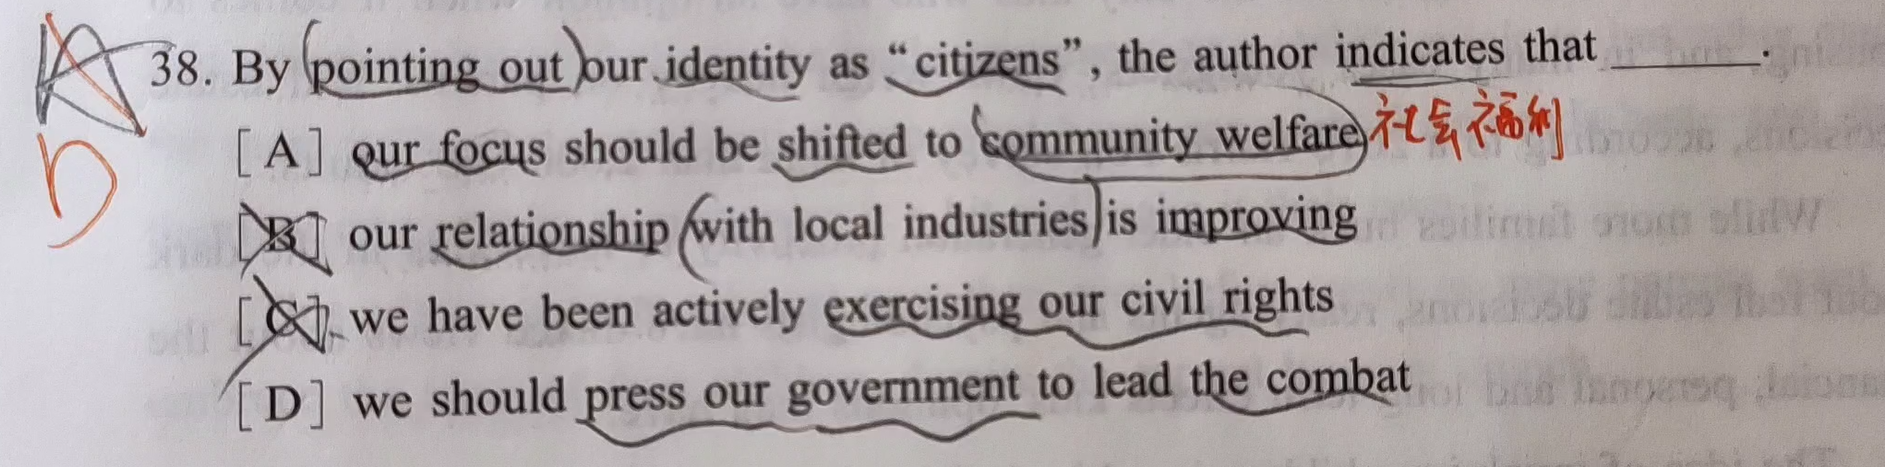 A 38. By pointing out our identity as “citizens”, the author indicates that ______.
D
[A] our focus should be shifted to community welfare 社会福利
[B] our relationship with local industries is improving
[C] we have been actively exercising our civil rights
[D] we should press our government to lead the combat